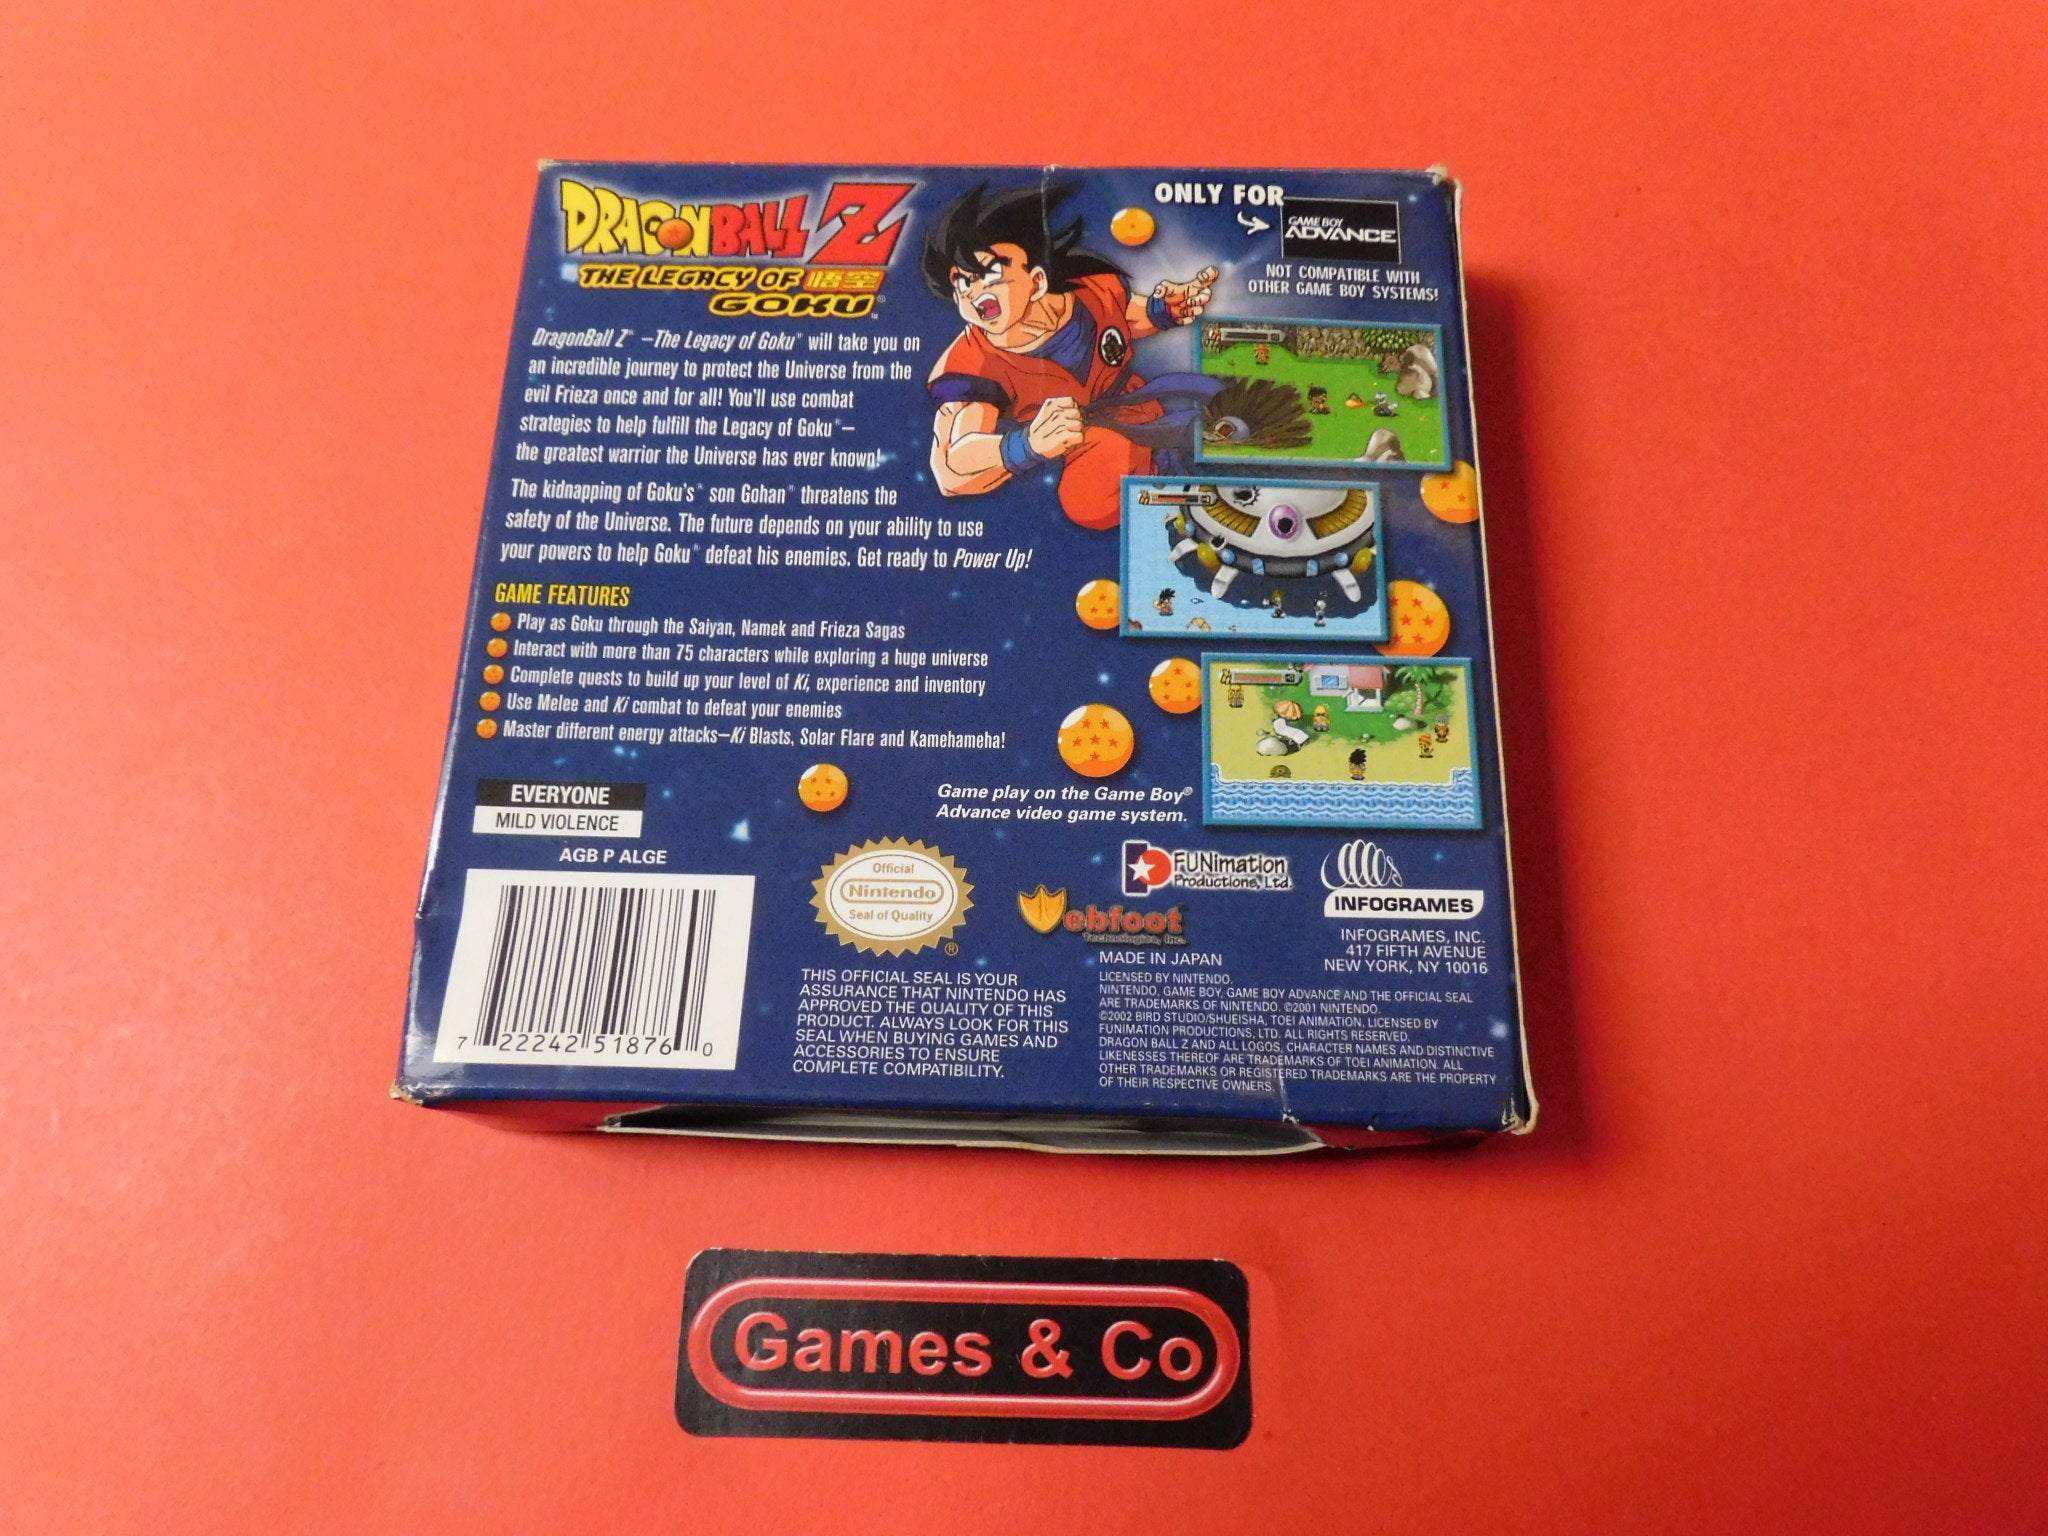 DRAGONBALL Z
THE LEGACY OF 悟空
GOKU™
ONLY FOR
GAME BOY
ADVANCE
NOT COMPATIBLE WITH
OTHER GAME BOY SYSTEMS!
DragonBall Z® —The Legacy of Goku™ will take you on
an incredible journey to protect the Universe from the
evil Frieza once and for all! You'll use combat
strategies to help fulfill the Legacy of Goku™—
the greatest warrior the Universe has ever known!
The kidnapping of Goku's® son Gohan® threatens the
safety of the Universe. The future depends on your ability to use
your powers to help Goku® defeat his enemies. Get ready to Power Up!
GAME FEATURES
Play as Goku through the Saiyan, Namek and Frieza Sagas
Interact with more than 75 characters while exploring a huge universe
Complete quests to build up your level of Ki, experience and inventory
Use Melee and Ki combat to defeat your enemies
Master different energy attacks—Ki Blasts, Solar Flare and Kamehameha!
Game play on the Game Boy®
Advance video game system.
EVERYONE
MILD VIOLENCE
AGB P ALGE
7 22242 51876 0
Official
Nintendo
Seal of Quality
®
THIS OFFICIAL SEAL IS YOUR
ASSURANCE THAT NINTENDO HAS
APPROVED THE QUALITY OF THIS
PRODUCT. ALWAYS LOOK FOR THIS
SEAL WHEN BUYING GAMES AND
ACCESSORIES TO ENSURE
COMPLETE COMPATIBILITY.
FUNimation
Productions, Ltd.
Webfoot
Technologies, Inc.
INFOGRAMES
INFOGRAMES, INC.
417 FIFTH AVENUE
NEW YORK, NY 10016
MADE IN JAPAN
LICENSED BY NINTENDO.
NINTENDO, GAME BOY, GAME BOY ADVANCE AND THE OFFICIAL SEAL
ARE TRADEMARKS OF NINTENDO. ©2001 NINTENDO.
©2002 BIRD STUDIO/SHUEISHA, TOEI ANIMATION. LICENSED BY
FUNIMATION PRODUCTIONS, LTD. ALL RIGHTS RESERVED.
DRAGON BALL Z AND ALL LOGOS, CHARACTER NAMES AND DISTINCTIVE
LIKENESSES THEREOF ARE TRADEMARKS OF TOEI ANIMATION. ALL
OTHER TRADEMARKS OR REGISTERED TRADEMARKS ARE THE PROPERTY
OF THEIR RESPECTIVE OWNERS.
Games & Co